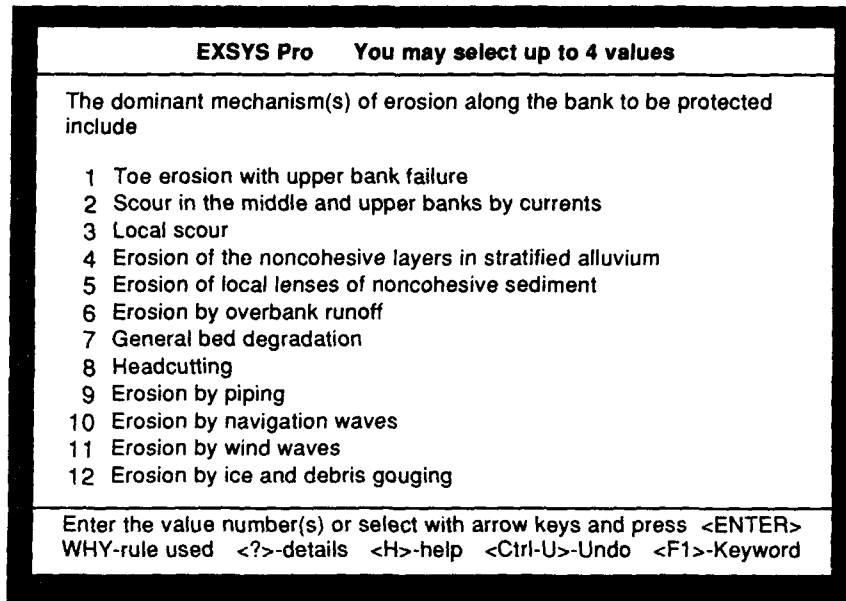 EXSYS Pro You may select up to 4 values
The dominant mechanism(s) of erosion along the bank to be protected
include
1 Toe erosion with upper bank failure
2 Scour in the middle and upper banks by currents
3 Local scour
4 Erosion of the noncohesive layers in stratified alluvium
5 Erosion of local lenses of noncohesive sediment
6 Erosion by overbank runoff
7 General bed degradation
8 Headcutting
9 Erosion by piping
10 Erosion by navigation waves
11 Erosion by wind waves
12 Erosion by ice and debris gouging
Enter the value number(s) or select with arrow keys and press <ENTER>
WHY-rule used <?>-details <H>-help <Ctrl-U>-Undo <F1>-Keyword